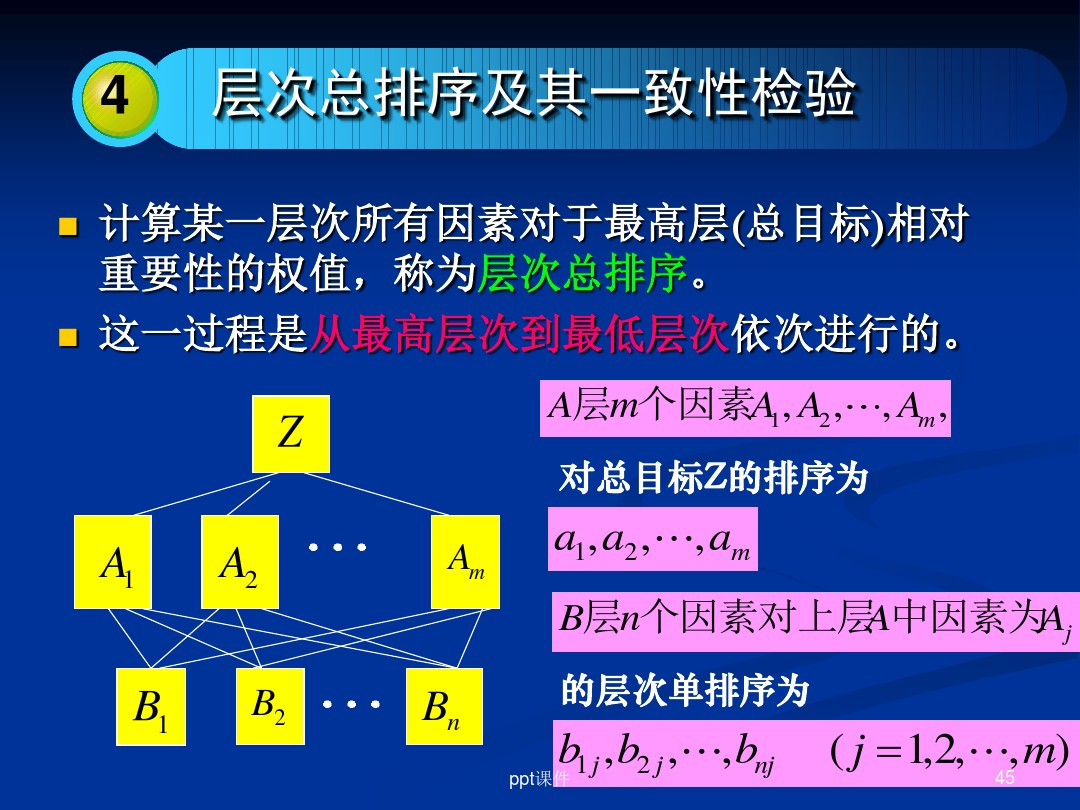 4
层次总排序及其一致性检验
计算某一层次所有因素对于最高层(总目标)相对
重要性的权值，称为层次总排序。
这一过程是从最高层次到最低层次依次进行的。
Z
A₁ A₂ ··· Aₘ
B₁ B₂ ··· Bₙ
A层m个因素A₁, A₂,⋯, Aₘ,
对总目标Z的排序为
a₁,a₂,⋯,aₘ
B层n个因素对上层A中因素为Aⱼ
的层次单排序为
b₁ⱼ,b₂ⱼ,⋯,bₙⱼ (j =1,2,⋯,m)
ppt课件
45